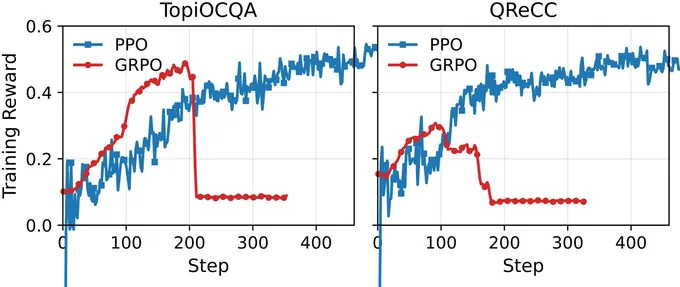 TopiOCQA
QReCC
0.6
0.4
0.2
0.0
Training Reward
PPO
GRPO
PPO
GRPO
0 100 200 300 400
0 100 200 300 400
Step
Step